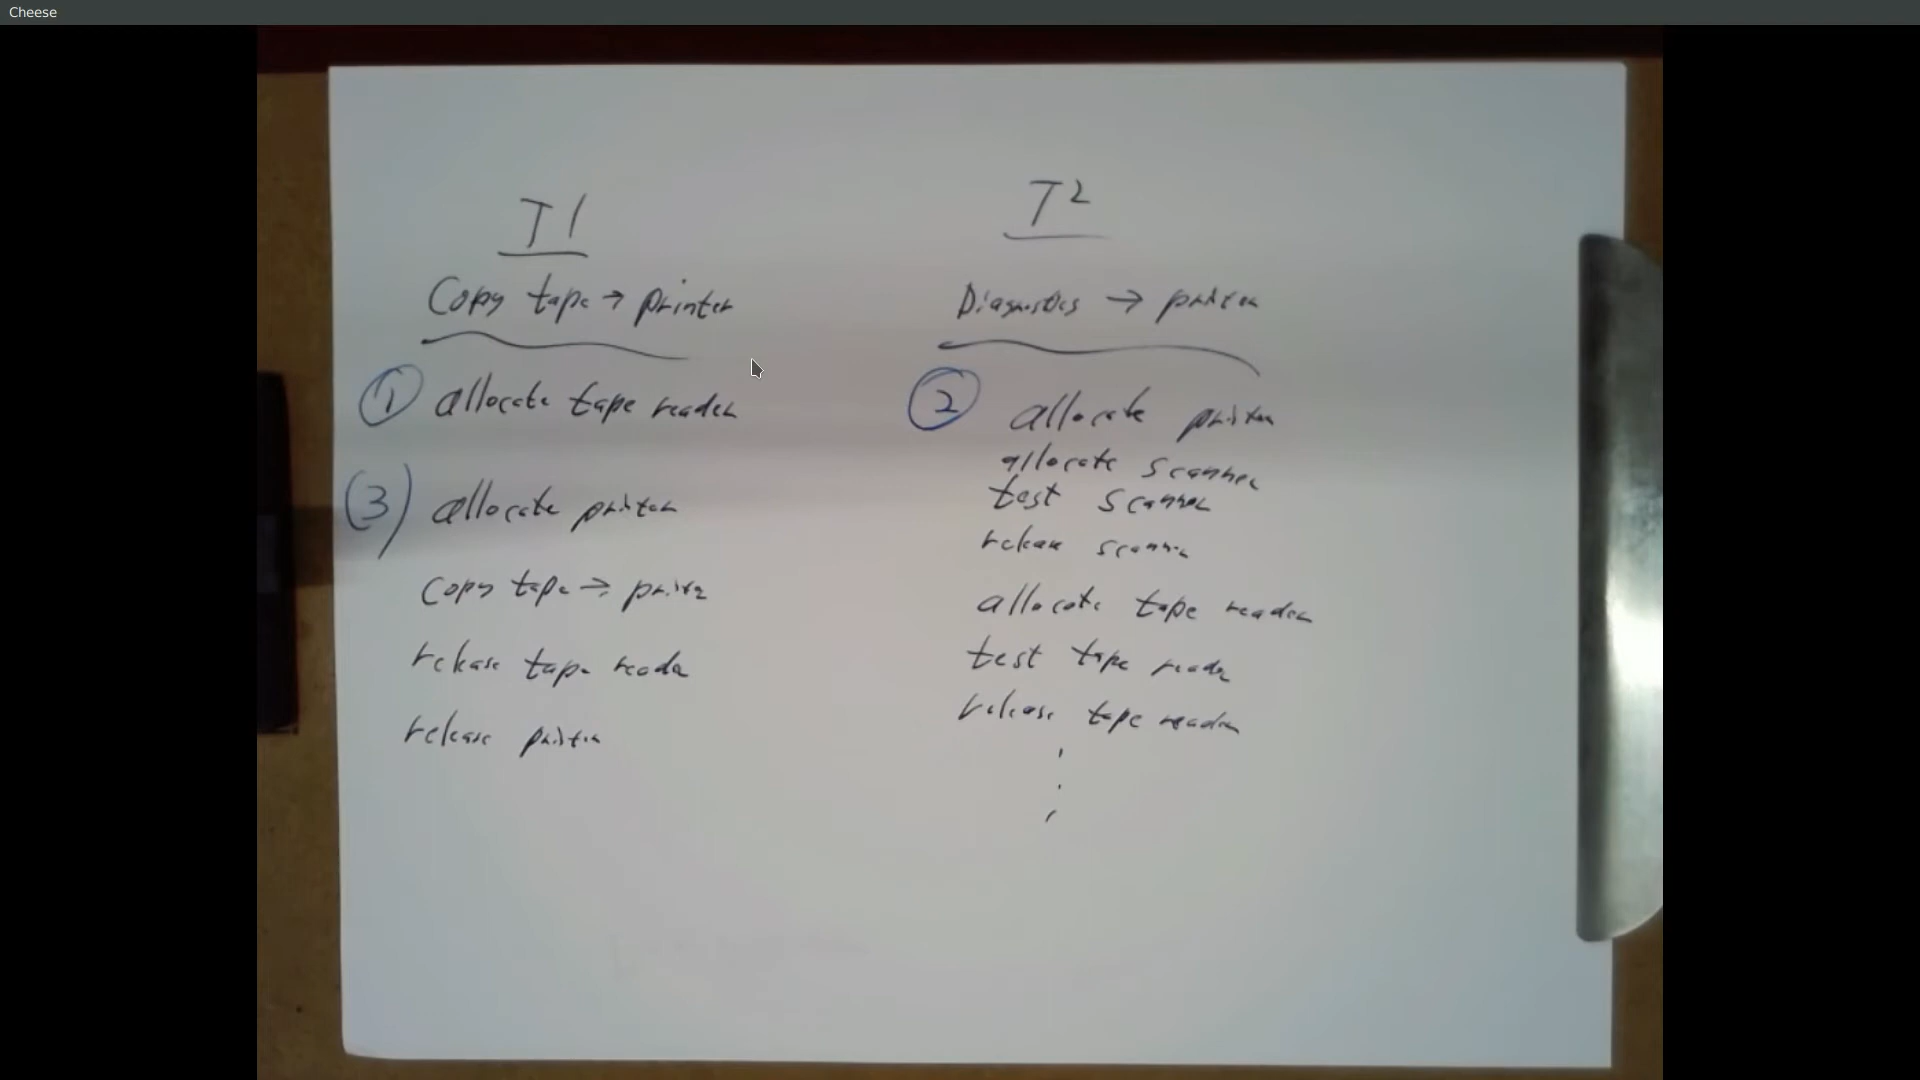 Cheese
T1
Copy tape → printer
① allocate tape reader
(3) allocate printer
Copy tape → printer
release tape reader
release printer
T2
Diagnostics → printer
② allocate printer
allocate scanner
test scanner
release scanner
allocate tape reader
test tape reader
release tape reader